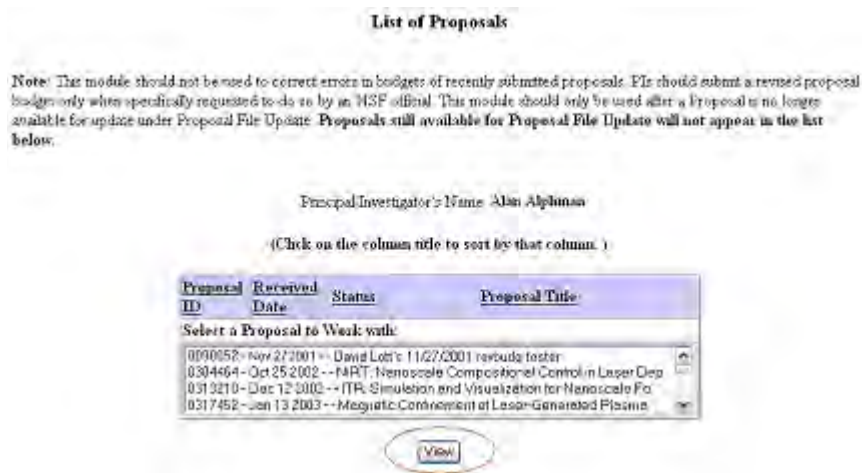 List of Proposals
Note: This module should not be used to correct errors in budgets of recently submitted proposals. PIs should submit a revised proposal
budget only when specifically requested to do so by an NSF official. This module should only be used after a Proposal is no longer
available for update under Proposal File Update. Proposals still available for Proposal File Update will not appear in the list
below.
Principal Investigator's Name: Alan Alphman
(Click on the column title to sort by that column. )
Proposal ID Received Date Status Proposal Title
Select a Proposal to Work with:
- Nov 27 2001 - - David Lott's 11/27/2001 revbudg tester
0304464 - Oct 25 2002 - - NIRT: Nanoscale Compositional Control in Laser Dep
0313210 - Dec 12 2002 - - ITR: Simulation and Visualization for Nanoscale Fo
0317452 - Jan 13 2003 - - Magnetic Confinement of Laser-Generated Plasma
View